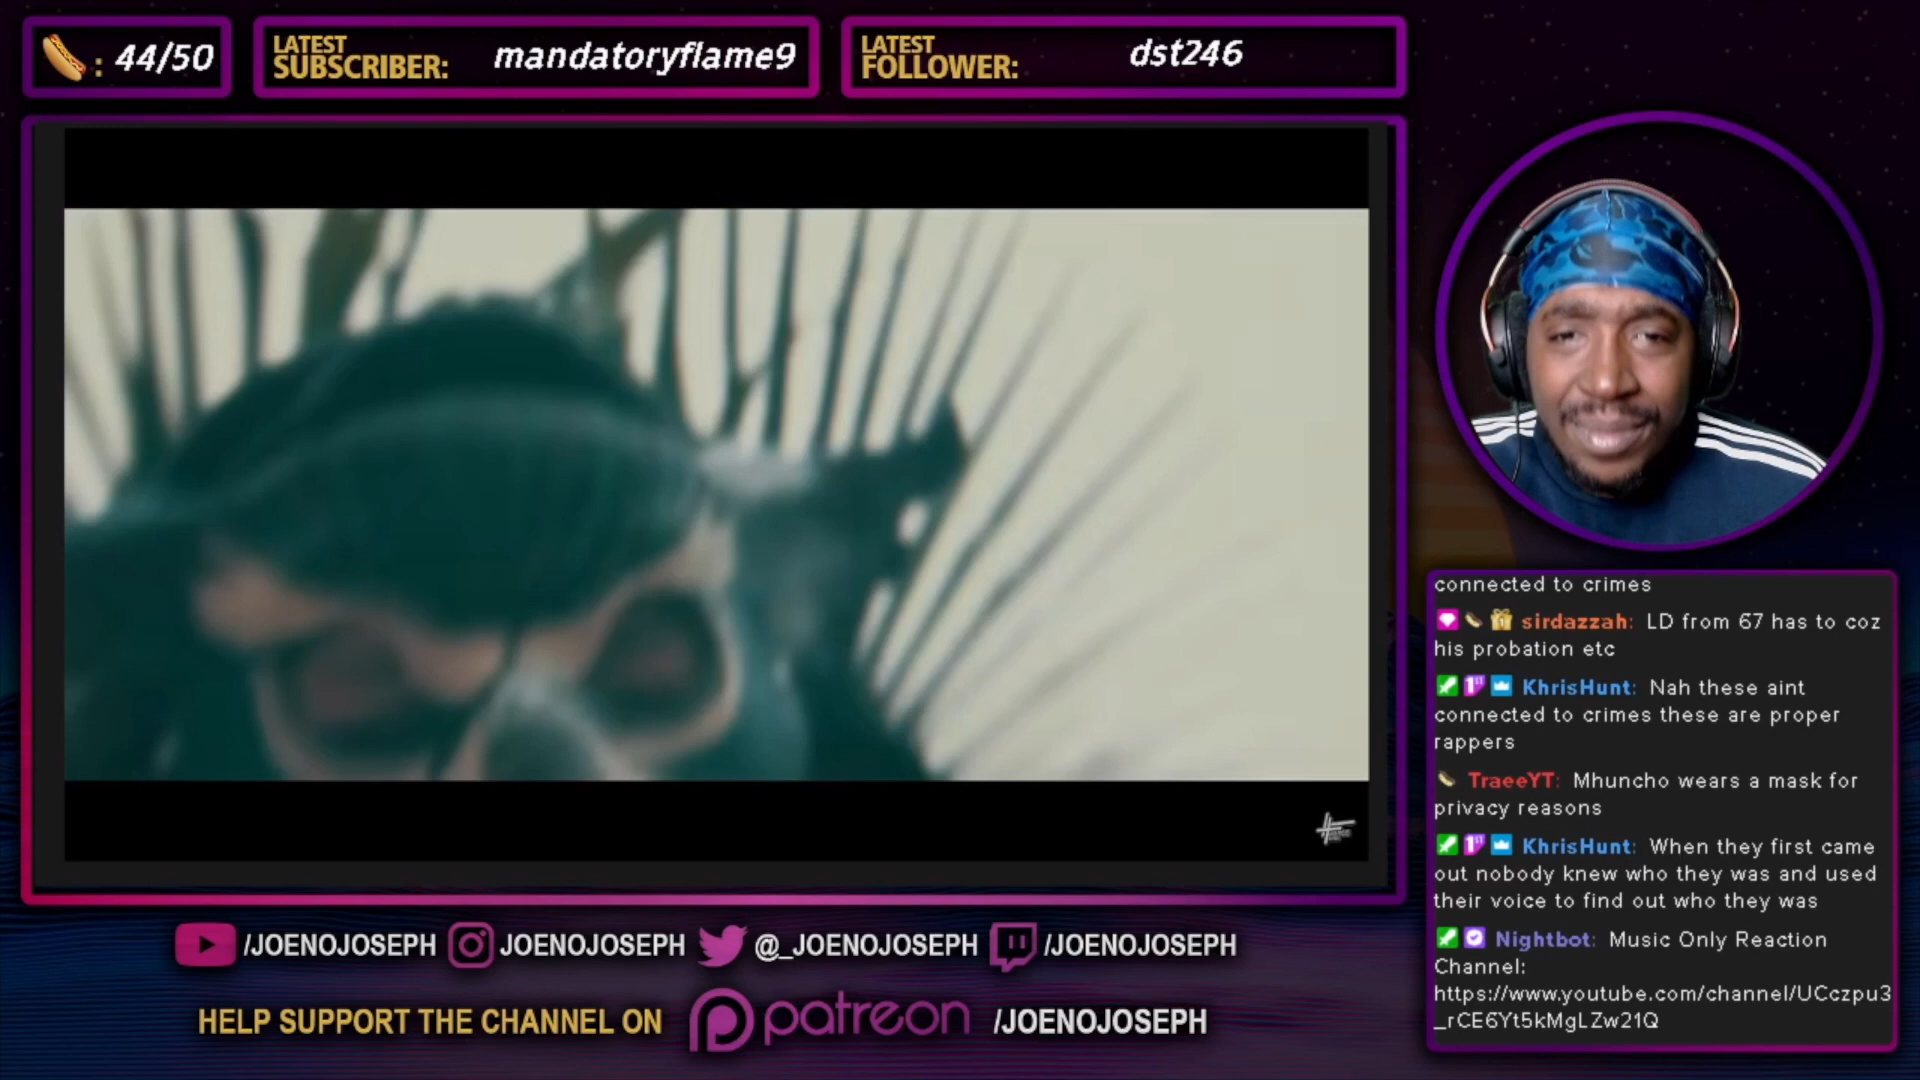 : 44/50
LATEST
SUBSCRIBER:
mandatoryflame9
LATEST
FOLLOWER:
dst246
connected to crimes
sirdazzah: LD from 67 has to coz
his probation etc
KhrisHunt: Nah these aint
connected to crimes these are proper
rappers
TraeeYT: Mhuncho wears a mask for
privacy reasons
KhrisHunt: When they first came
out nobody knew who they was and used
their voice to find out who they was
Nightbot: Music Only Reaction
Channel:
https://www.youtube.com/channel/UCczpu3
_rCE6Yt5kMgLZw21Q
/JOENOJOSEPH
JOENOJOSEPH
@_JOENOJOSEPH
/JOENOJOSEPH
HELP SUPPORT THE CHANNEL ON
patreon
/JOENOJOSEPH